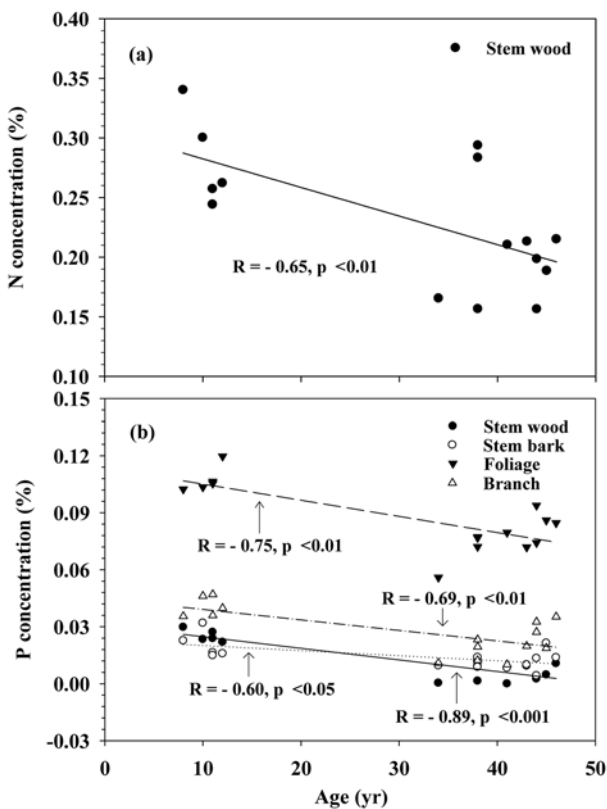 0.40
(a)
Stem wood
0.35
0.30
0.25
0.20
R = - 0.65, p <0.01
0.15
0.10
N concentration (%)
0.15
(b)
Stem wood
Stem bark
Foliage
Branch
0.12
0.09
R = - 0.75, p <0.01
0.06
R = - 0.69, p <0.01
0.03
0.00
R = - 0.60, p <0.05
R = - 0.89, p <0.001
-0.03
P concentration (%)
0 10 20 30 40 50
Age (yr)